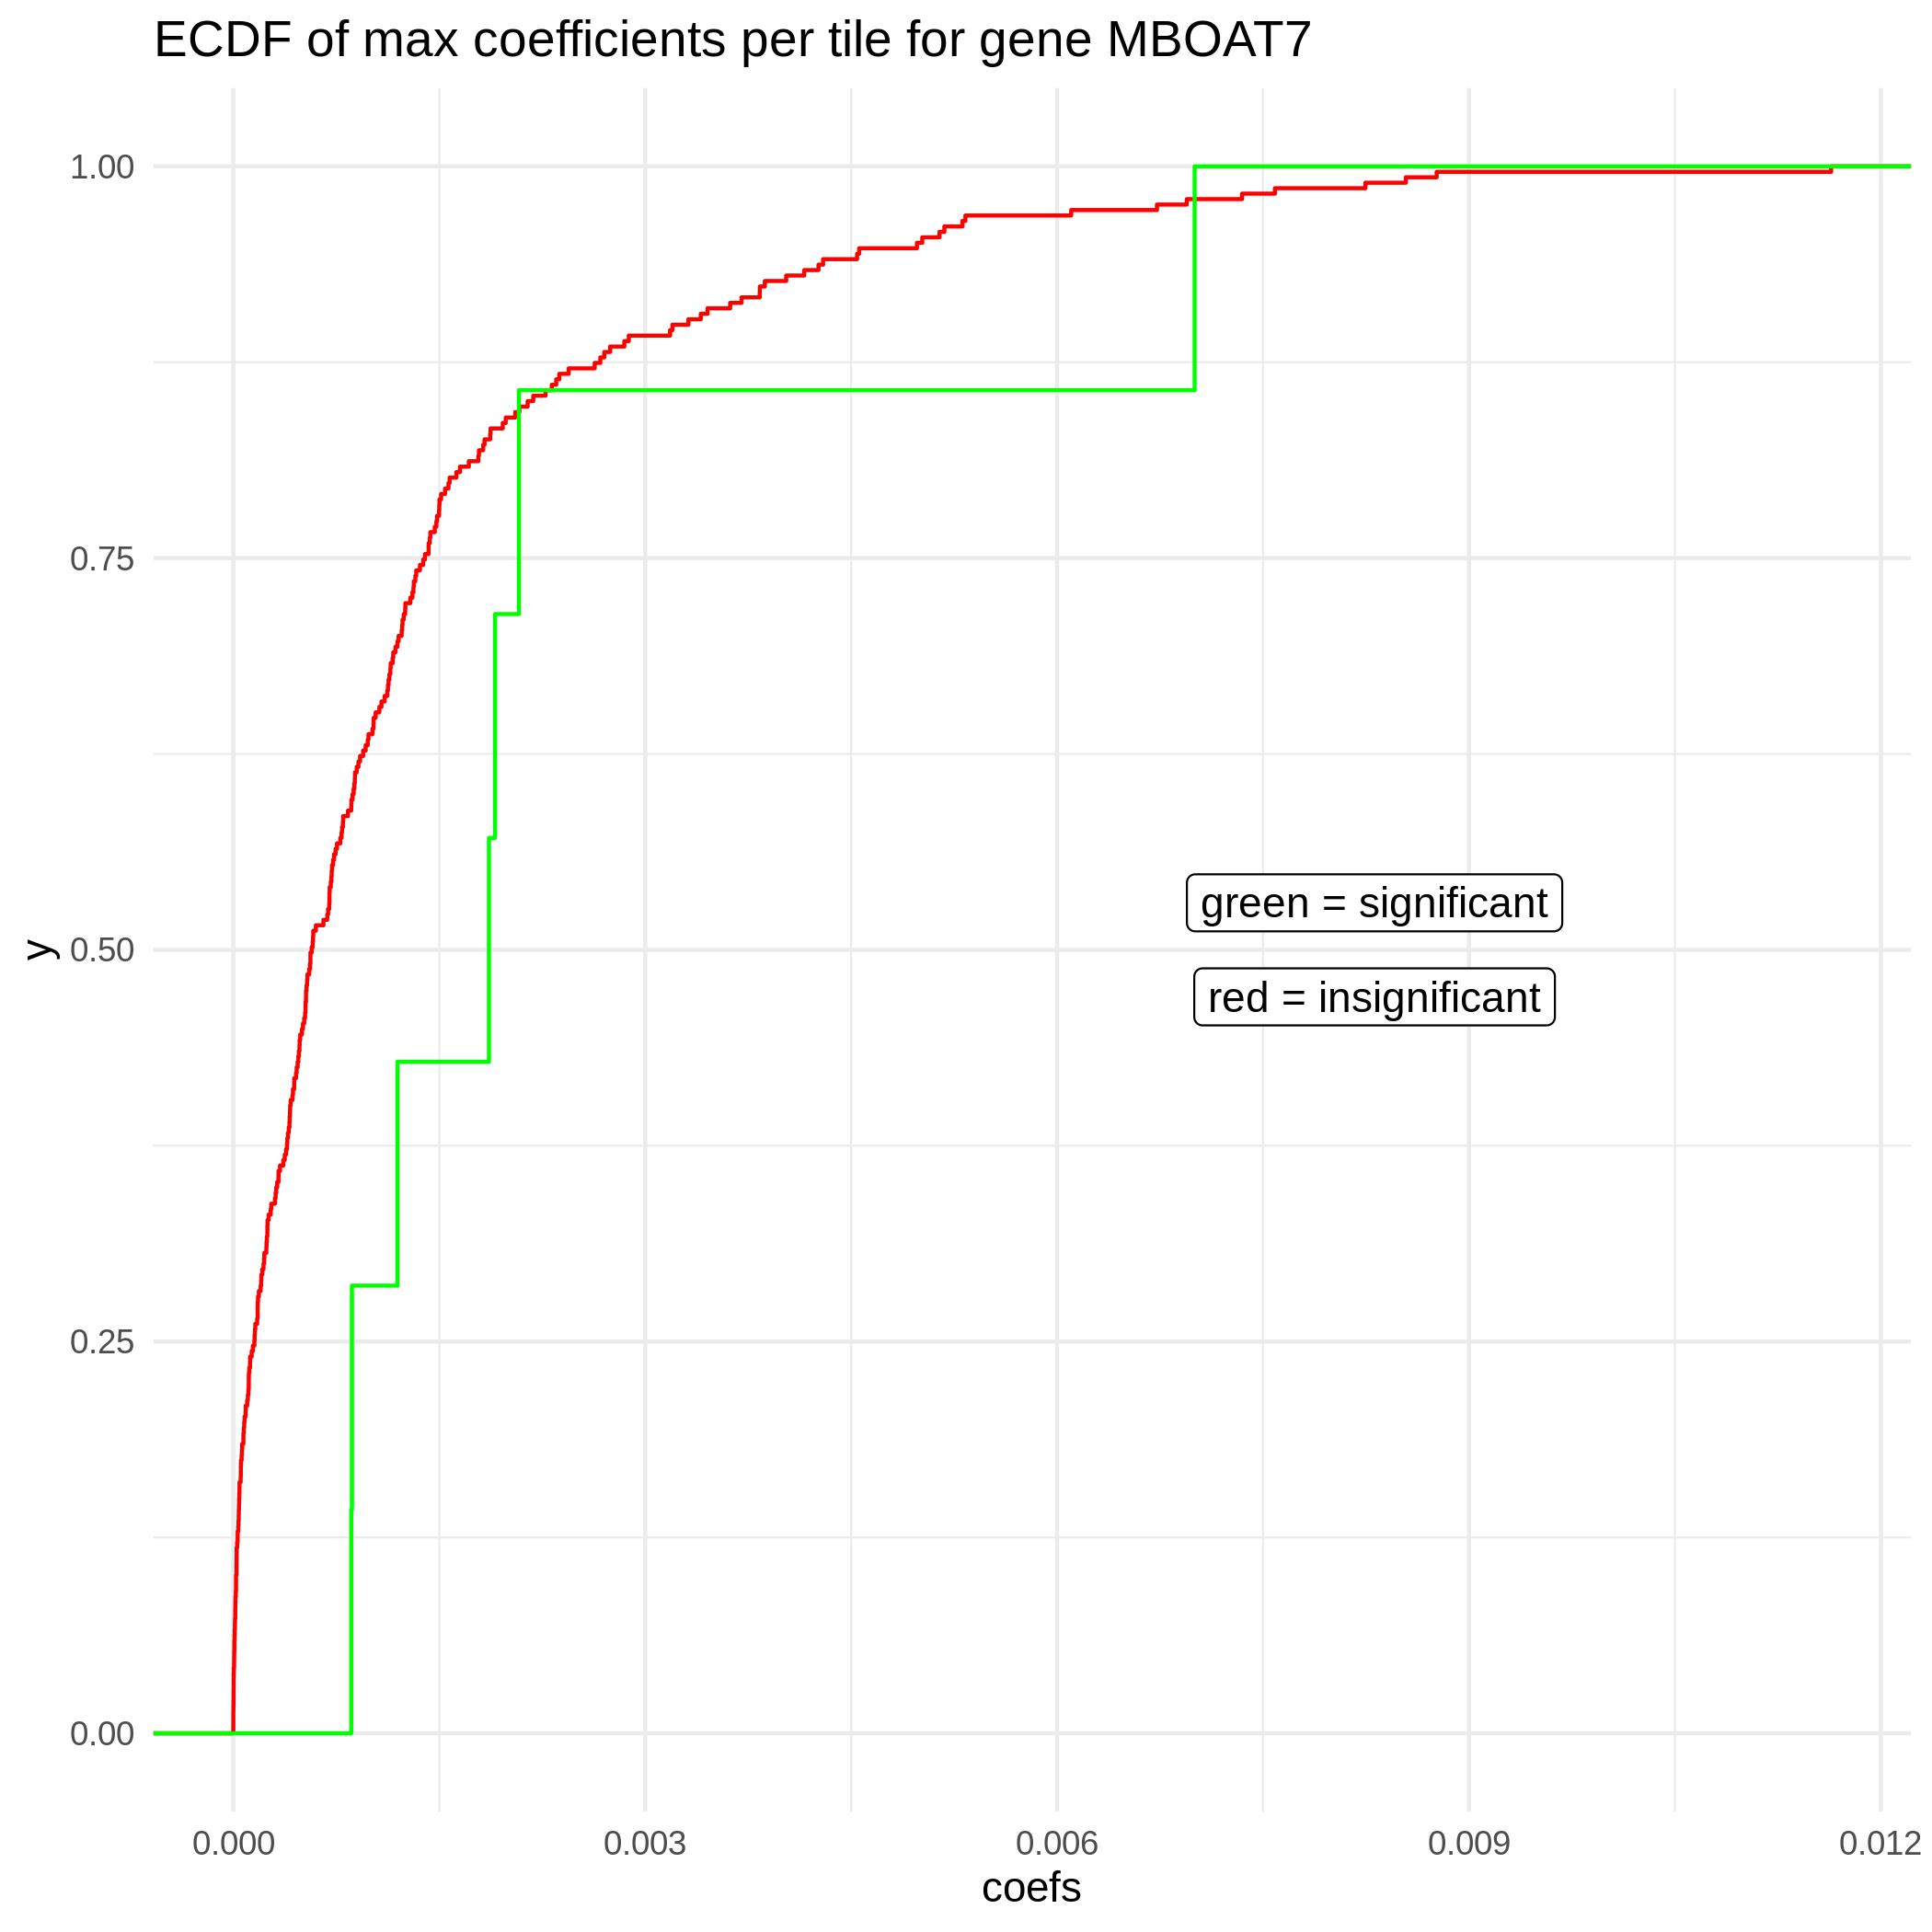 ECDF of max coefficients per tile for gene MBOAT7
1.00
0.75
0.50
0.25
0.00
y
green = significant
red = insignificant
0.000
0.003
0.006
0.009
0.012
coefs